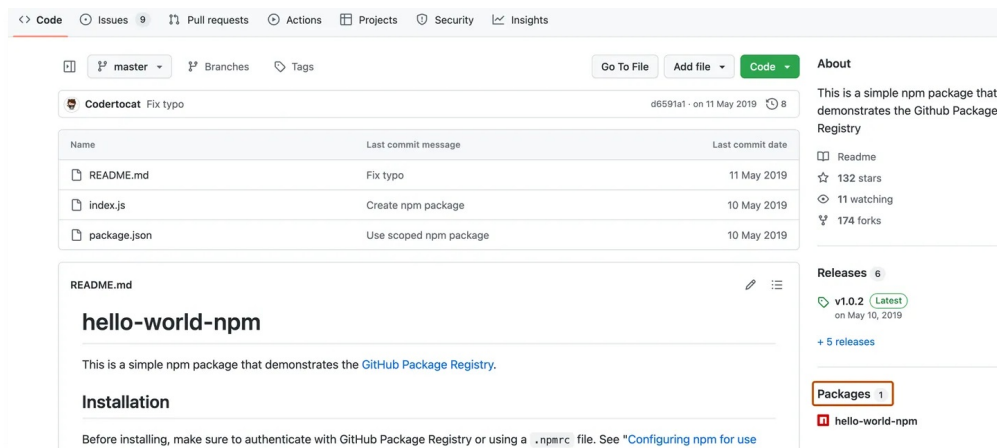 Code Issues 9 Pull requests Actions Projects Security Insights
master Branches Tags Go To File Add file Code
Codertocat Fix typo d6591a1 · on 11 May 2019 8
Name Last commit message Last commit date
README.md Fix typo 11 May 2019
index.js Create npm package 10 May 2019
package.json Use scoped npm package 10 May 2019
README.md
hello-world-npm
This is a simple npm package that demonstrates the GitHub Package Registry.
Installation
Before installing, make sure to authenticate with GitHub Package Registry or using a .npmrc file. See "Configuring npm for use
About
This is a simple npm package that
demonstrates the Github Package
Registry
Readme
132 stars
11 watching
174 forks
Releases 6
v1.0.2 Latest
on May 10, 2019
+ 5 releases
Packages 1
hello-world-npm